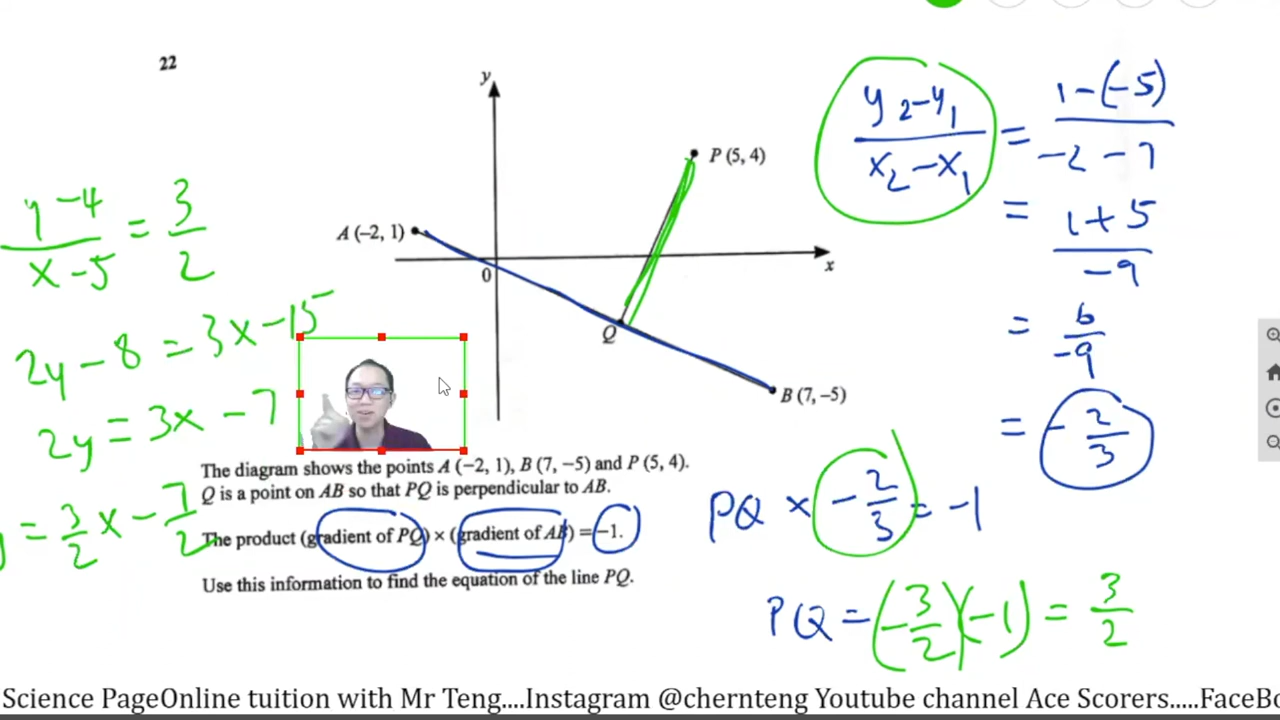 22
y
P (5, 4)
A (−2, 1)
0
x
Q
B (7, −5)
y−4 / x−5 = 3/2
2y − 8 = 3x − 15
2y = 3x − 7
= 3/2 x − 7/2
The diagram shows the points A (−2, 1), B (7, −5) and P (5, 4).
Q is a point on AB so that PQ is perpendicular to AB.
The product (gradient of PQ) × (gradient of AB) = −1.
Use this information to find the equation of the line PQ.
y₂−y₁ / x₂−x₁ = 1−(−5) / −2−7
= 1+5 / −9
= 6 / −9
= − 2/3
PQ × − 2/3 = −1
PQ = (− 3/2)(−1) = 3/2
Science PageOnline tuition with Mr Teng....Instagram @chernteng Youtube channel Ace Scorers.....FaceBo